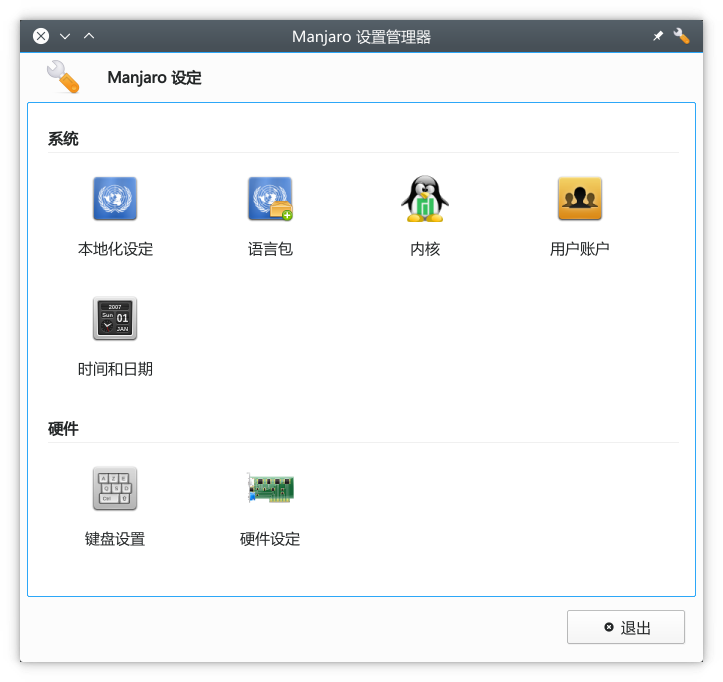 Manjaro 设置管理器
Manjaro 设定
系统
本地化设定 语言包 内核 用户账户
2007
Sun 01
JAN
时间和日期
硬件
键盘设置 硬件设定
退出